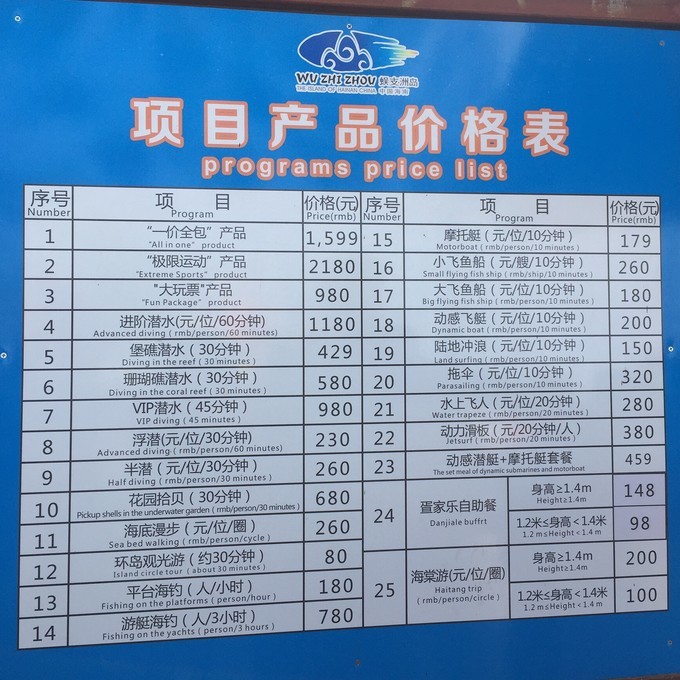 WU ZHI ZHOU 蜈支洲岛
THE ISLAND OF HAINAN CHINA 中国海南
项目产品价格表
programs price list
序号 项 目 价格(元)
Number Program Price(rmb)
1 “一价全包”产品 1,599
"All in one" product
2 “极限运动”产品 2180
"Extreme Sports" product
3 "大玩票"产品 980
"Fun Package" product
4 进阶潜水(元/位/60分钟) 1180
Advanced diving ( rmb/person/60 minutes)
5 堡礁潜水（30分钟） 429
Diving in the reef ( 30 minutes)
6 珊瑚礁潜水（30分钟） 580
Diving in the coral reef ( 30 minutes)
7 VIP潜水（45分钟） 980
VIP diving ( 45 minutes)
8 浮潜(元/位/30分钟) 230
Advanced diving ( rmb/person/60 minutes)
9 半潜（元/位/30分钟) 260
Half diving ( rmb/person/30 minutes)
10 花园拾贝（30分钟） 680
Pickup shells in the underwater garden ( rmb/person/30 minutes)
11 海底漫步（元/位/圈） 260
Sea bed walking ( rmb/person/cycle)
12 环岛观光游（约30分钟） 80
Island circle tour ( about 30 minutes)
13 平台海钓（人/小时） 180
Fishing on the platforms ( person/hour)
14 游艇海钓（人/3小时） 780
Fishing on the yachts ( person/3 hours)
序号 项 目 价格(元)
Number Program Price(rmb)
15 摩托艇（元/位/10分钟） 179
Motorboat ( rmb/person/10 minutes)
16 小飞鱼船（元/艘/10分钟） 260
Small flying fish ship ( rmb/ship/10 minutes)
17 大飞鱼船（元/位/10分钟） 180
Big flying fish ship ( rmb/person/10 minutes)
18 动感飞艇（元/位/10分钟） 200
Dynamic boat ( rmb/person/10 minutes)
19 陆地冲浪（元/位/10分钟） 150
Land surfing ( rmb/person/10 minutes)
20 拖伞（元/位/10分钟） 320
Parasailing ( rmb/person/10 minutes)
21 水上飞人（元/位/20分钟） 280
Water trapeze ( rmb/person/20 minutes)
22 动力滑板（元/20分钟/人） 380
Jetsurf ( rmb/person/20 minutes)
23 动感潜艇+摩托艇套餐 459
The set meal of dynamic submarines and motorboat
24 疍家乐自助餐 身高≥1.4m 148
Danjiale buffrt Height≥1.4m
1.2米≤身高＜1.4米 98
1.2 m≤Height＜1.4 m
25 海棠游(元/位/圈) 身高≥1.4m 200
Haitang trip Height≥1.4m
( rmb/person/circle) 1.2米≤身高＜1.4米 100
1.2 m≤Height＜1.4 m